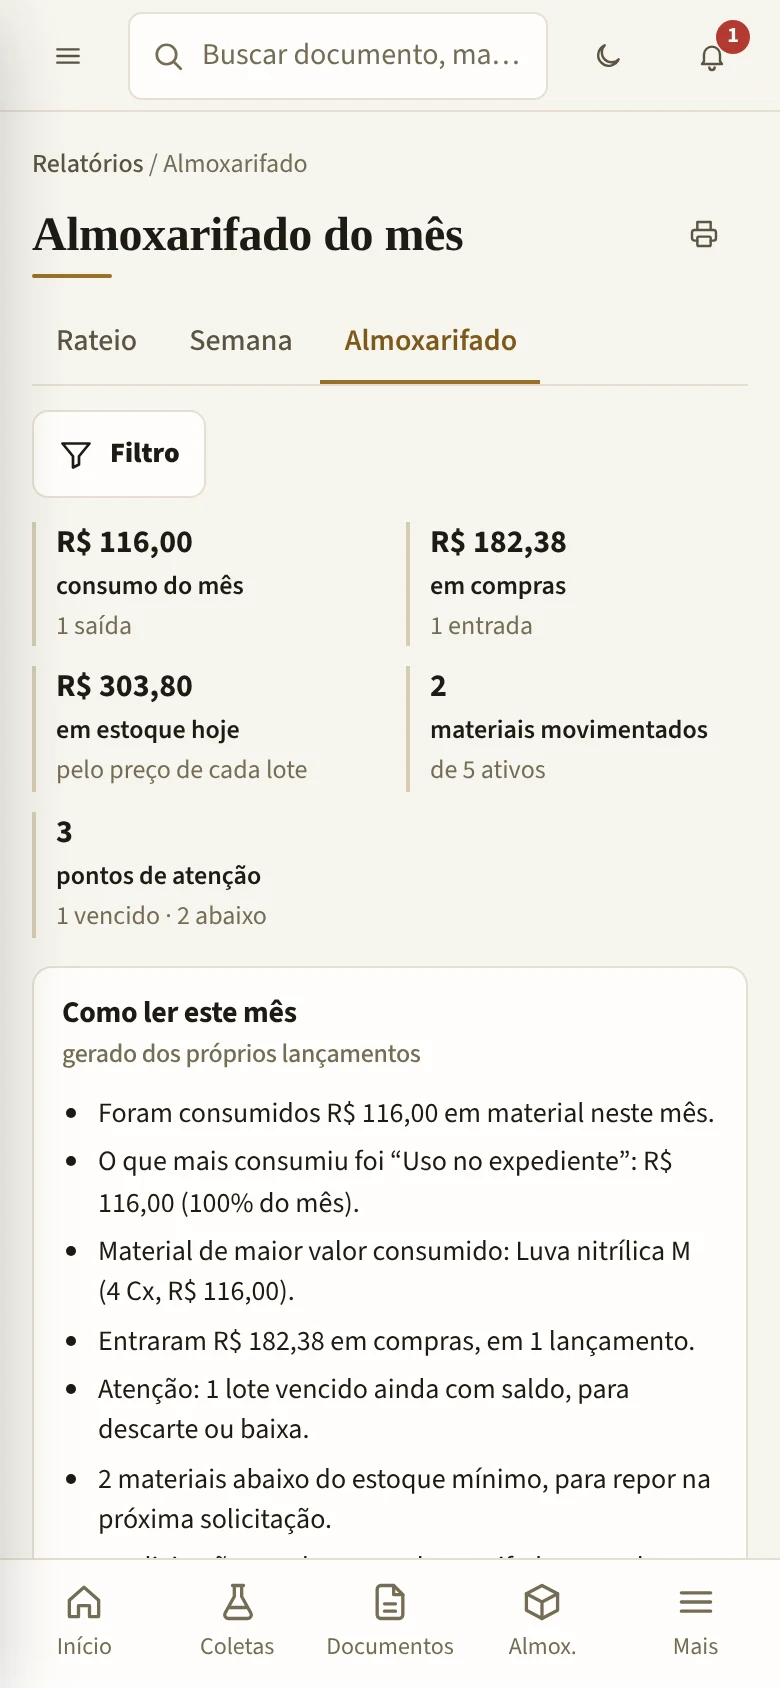 Buscar documento, ma...
1
Relatórios / Almoxarifado
Almoxarifado do mês
Rateio
Semana
Almoxarifado
Filtro
R$ 116,00
consumo do mês
1 saída
R$ 182,38
em compras
1 entrada
R$ 303,80
em estoque hoje
pelo preço de cada lote
2
materiais movimentados
de 5 ativos
3
pontos de atenção
1 vencido · 2 abaixo
Como ler este mês
gerado dos próprios lançamentos
• Foram consumidos R$ 116,00 em material neste mês.
• O que mais consumiu foi “Uso no expediente”: R$
116,00 (100% do mês).
• Material de maior valor consumido: Luva nitrílica M
(4 Cx, R$ 116,00).
• Entraram R$ 182,38 em compras, em 1 lançamento.
• Atenção: 1 lote vencido ainda com saldo, para
descarte ou baixa.
• 2 materiais abaixo do estoque mínimo, para repor na
próxima solicitação.
Início
Coletas
Documentos
Almox.
Mais